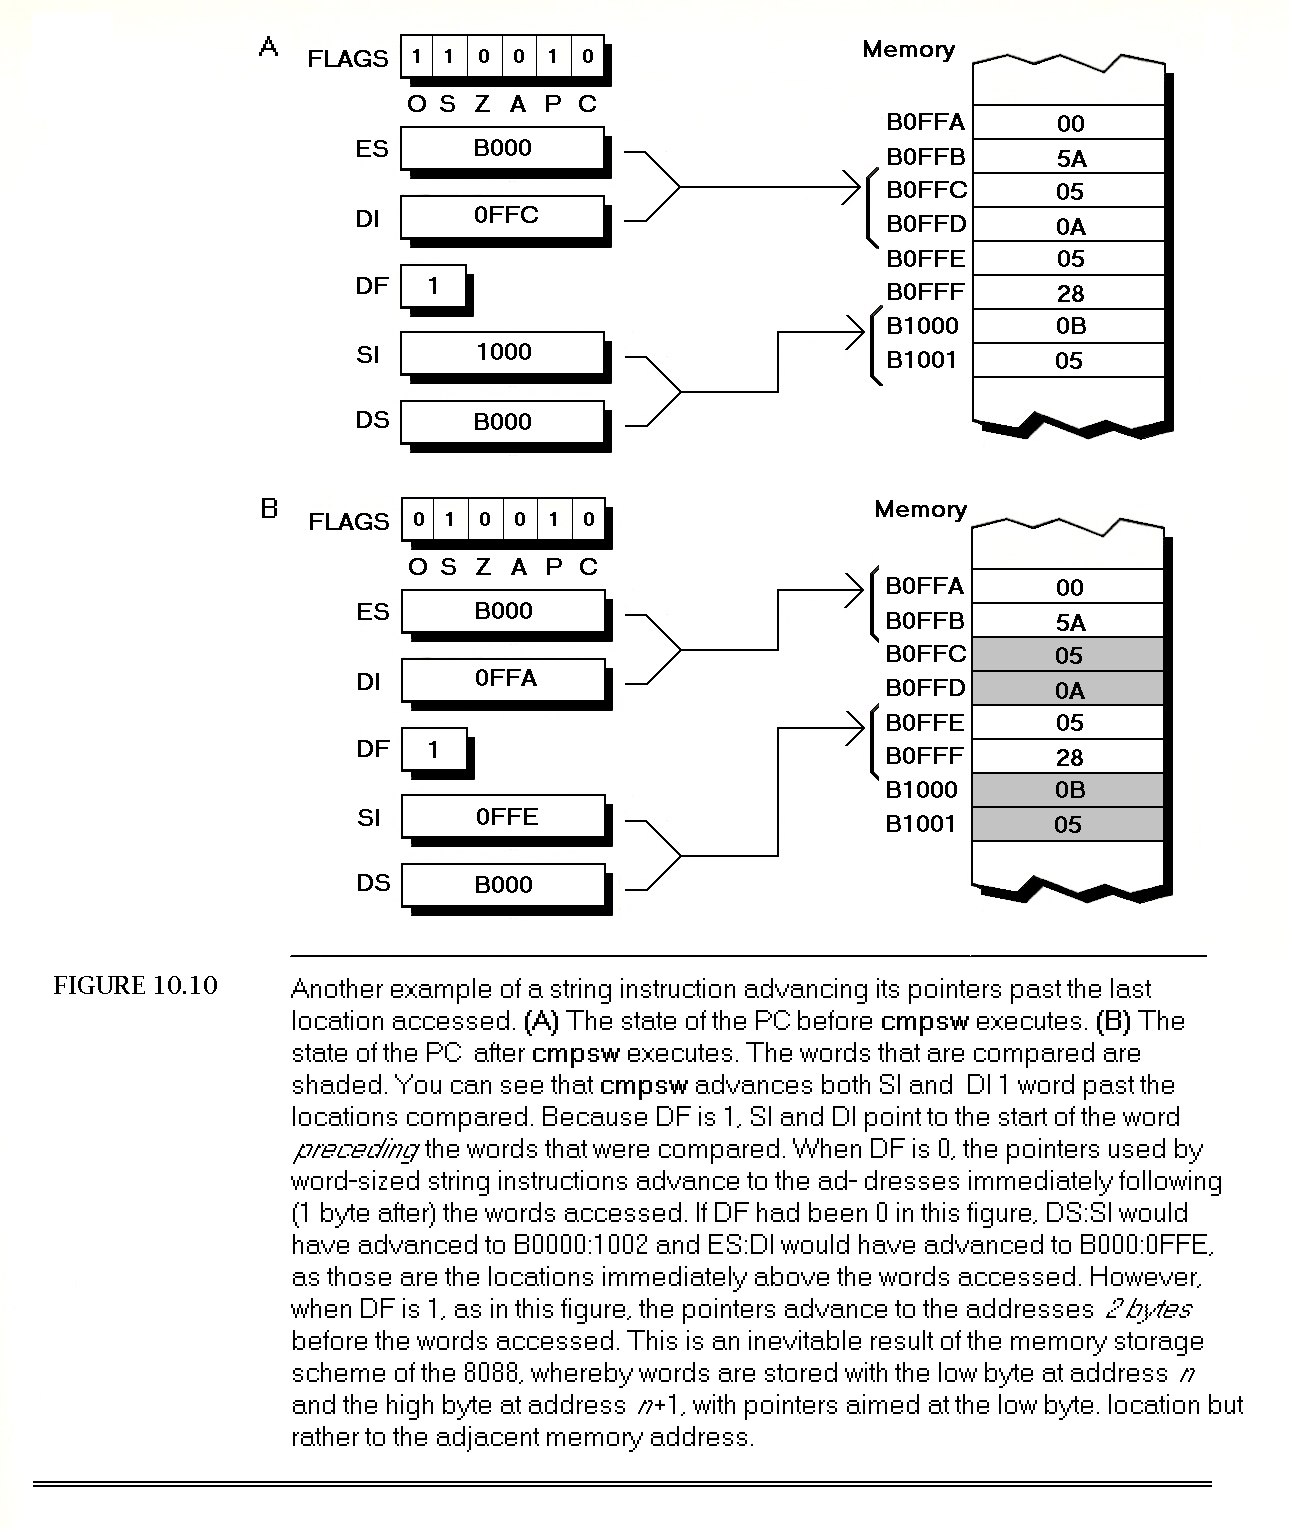 A
FLAGS 1 1 0 0 1 0
O S Z A P C
ES B000
DI 0FFC
DF 1
SI 1000
DS B000
Memory
B0FFA 00
B0FFB 5A
B0FFC 05
B0FFD 0A
B0FFE 05
B0FFF 28
B1000 0B
B1001 05
B
FLAGS 0 1 0 0 1 0
O S Z A P C
ES B000
DI 0FFA
DF 1
SI 0FFE
DS B000
Memory
B0FFA 00
B0FFB 5A
B0FFC 05
B0FFD 0A
B0FFE 05
B0FFF 28
B1000 0B
B1001 05
FIGURE 10.10
Another example of a string instruction advancing its pointers past the last
location accessed. (A) The state of the PC before cmpsw executes. (B) The
state of the PC after cmpsw executes. The words that are compared are
shaded. You can see that cmpsw advances both SI and DI 1 word past the
locations compared. Because DF is 1, SI and DI point to the start of the word
preceding the words that were compared. When DF is 0, the pointers used by
word-sized string instructions advance to the ad- dresses immediately following
(1 byte after) the words accessed. If DF had been 0 in this figure, DS:SI would
have advanced to B0000:1002 and ES:DI would have advanced to B000:0FFE,
as those are the locations immediately above the words accessed. However,
when DF is 1, as in this figure, the pointers advance to the addresses 2 bytes
before the words accessed. This is an inevitable result of the memory storage
scheme of the 8088, whereby words are stored with the low byte at address n
and the high byte at address n+1, with pointers aimed at the low byte. location but
rather to the adjacent memory address.